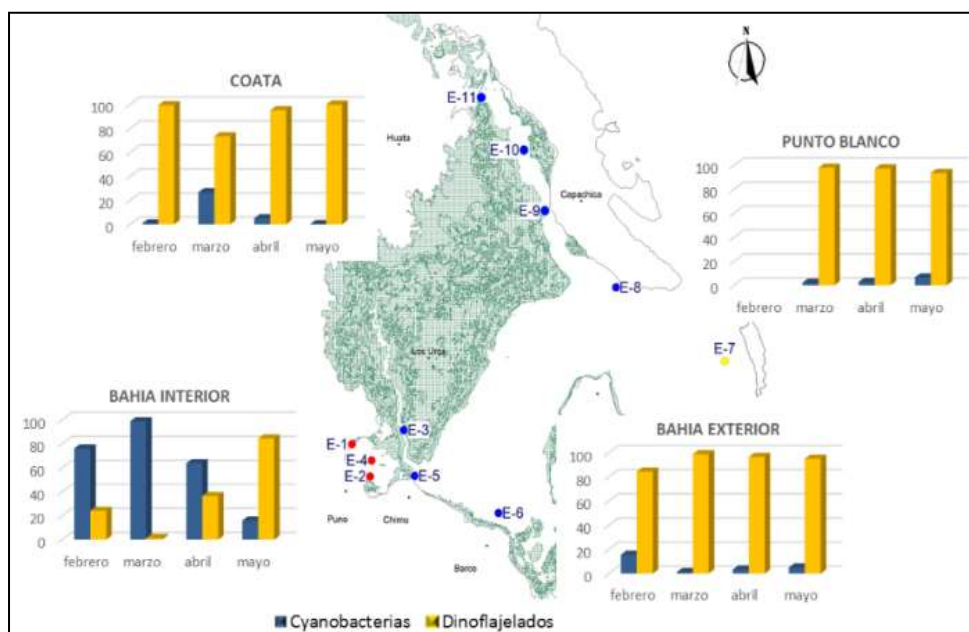 N
COATA
100
80
60
40
20
0
febrero marzo abril mayo
E-11
Huata
E-10
Capachica
E-9
E-8
PUNTO BLANCO
100
80
60
40
20
0
febrero marzo abril mayo
E-7
Los Uros
BAHIA INTERIOR
100
80
60
40
20
0
febrero marzo abril mayo
E-3
E-1
E-4
E-2
E-5
Puno Chimu
E-6
Barco
BAHIA EXTERIOR
100
80
60
40
20
0
febrero marzo abril mayo
Cyanobacterias Dinoflajelados